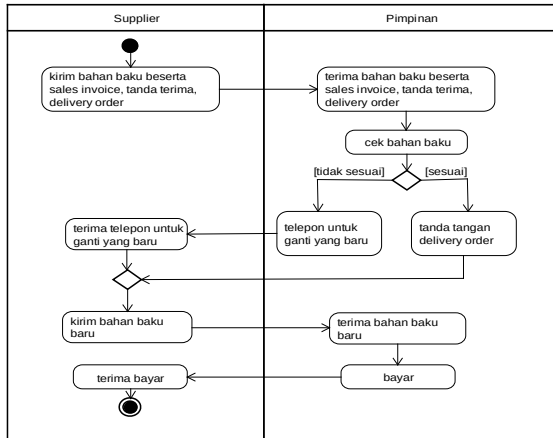 Supplier
Pimpinan
kirim bahan baku beserta
sales invoice, tanda terima,
delivery order
terima bahan baku beserta
sales invoice, tanda terima,
delivery order
cek bahan baku
[tidak sesuai]
[sesuai]
terima telepon untuk
ganti yang baru
telepon untuk
ganti yang baru
tanda tangan
delivery order
kirim bahan baku
baru
terima bahan baku
baru
terima bayar
bayar